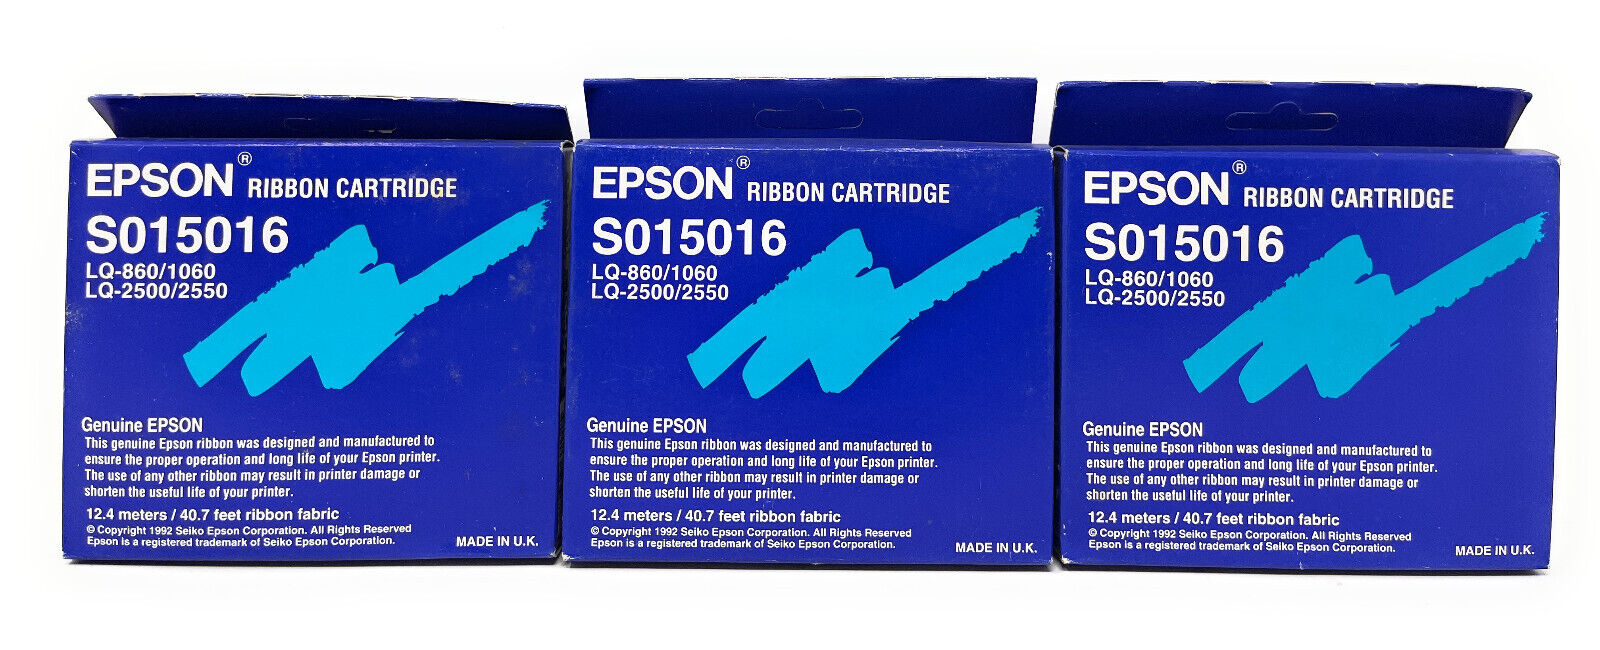 EPSON® RIBBON CARTRIDGE
S015016
LQ-860/1060
LQ-2500/2550
Genuine EPSON
This genuine Epson ribbon was designed and manufactured to
ensure the proper operation and long life of your Epson printer.
The use of any other ribbon may result in printer damage or
shorten the useful life of your printer.
12.4 meters / 40.7 feet ribbon fabric
© Copyright 1992 Seiko Epson Corporation. All Rights Reserved
Epson is a registered trademark of Seiko Epson Corporation.
MADE IN U.K.
EPSON® RIBBON CARTRIDGE
S015016
LQ-860/1060
LQ-2500/2550
Genuine EPSON
This genuine Epson ribbon was designed and manufactured to
ensure the proper operation and long life of your Epson printer.
The use of any other ribbon may result in printer damage or
shorten the useful life of your printer.
12.4 meters / 40.7 feet ribbon fabric
© Copyright 1992 Seiko Epson Corporation. All Rights Reserved
Epson is a registered trademark of Seiko Epson Corporation.
MADE IN U.K.
EPSON® RIBBON CARTRIDGE
S015016
LQ-860/1060
LQ-2500/2550
Genuine EPSON
This genuine Epson ribbon was designed and manufactured to
ensure the proper operation and long life of your Epson printer.
The use of any other ribbon may result in printer damage or
shorten the useful life of your printer.
12.4 meters / 40.7 feet ribbon fabric
© Copyright 1992 Seiko Epson Corporation. All Rights Reserved
Epson is a registered trademark of Seiko Epson Corporation.
MADE IN U.K.